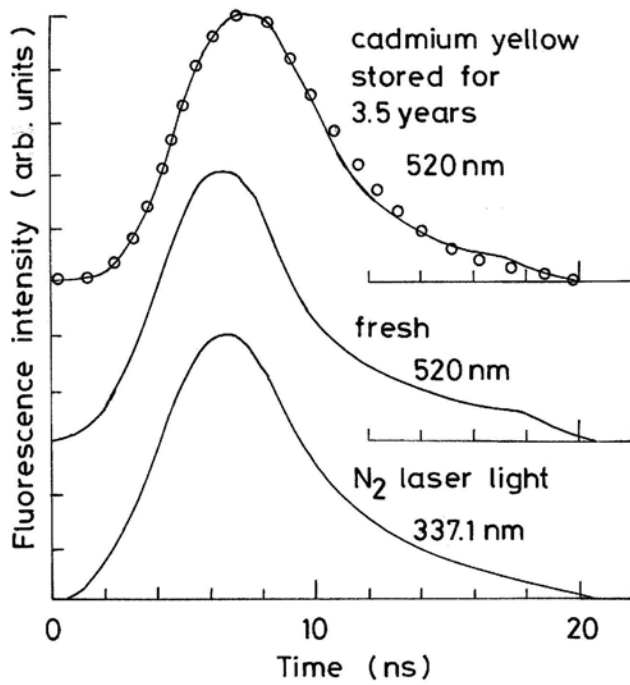 cadmium yellow
stored for
3.5 years
520 nm
fresh
520 nm
N₂ laser light
337.1 nm
Fluorescence intensity (arb. units)
0 10 20
Time (ns)